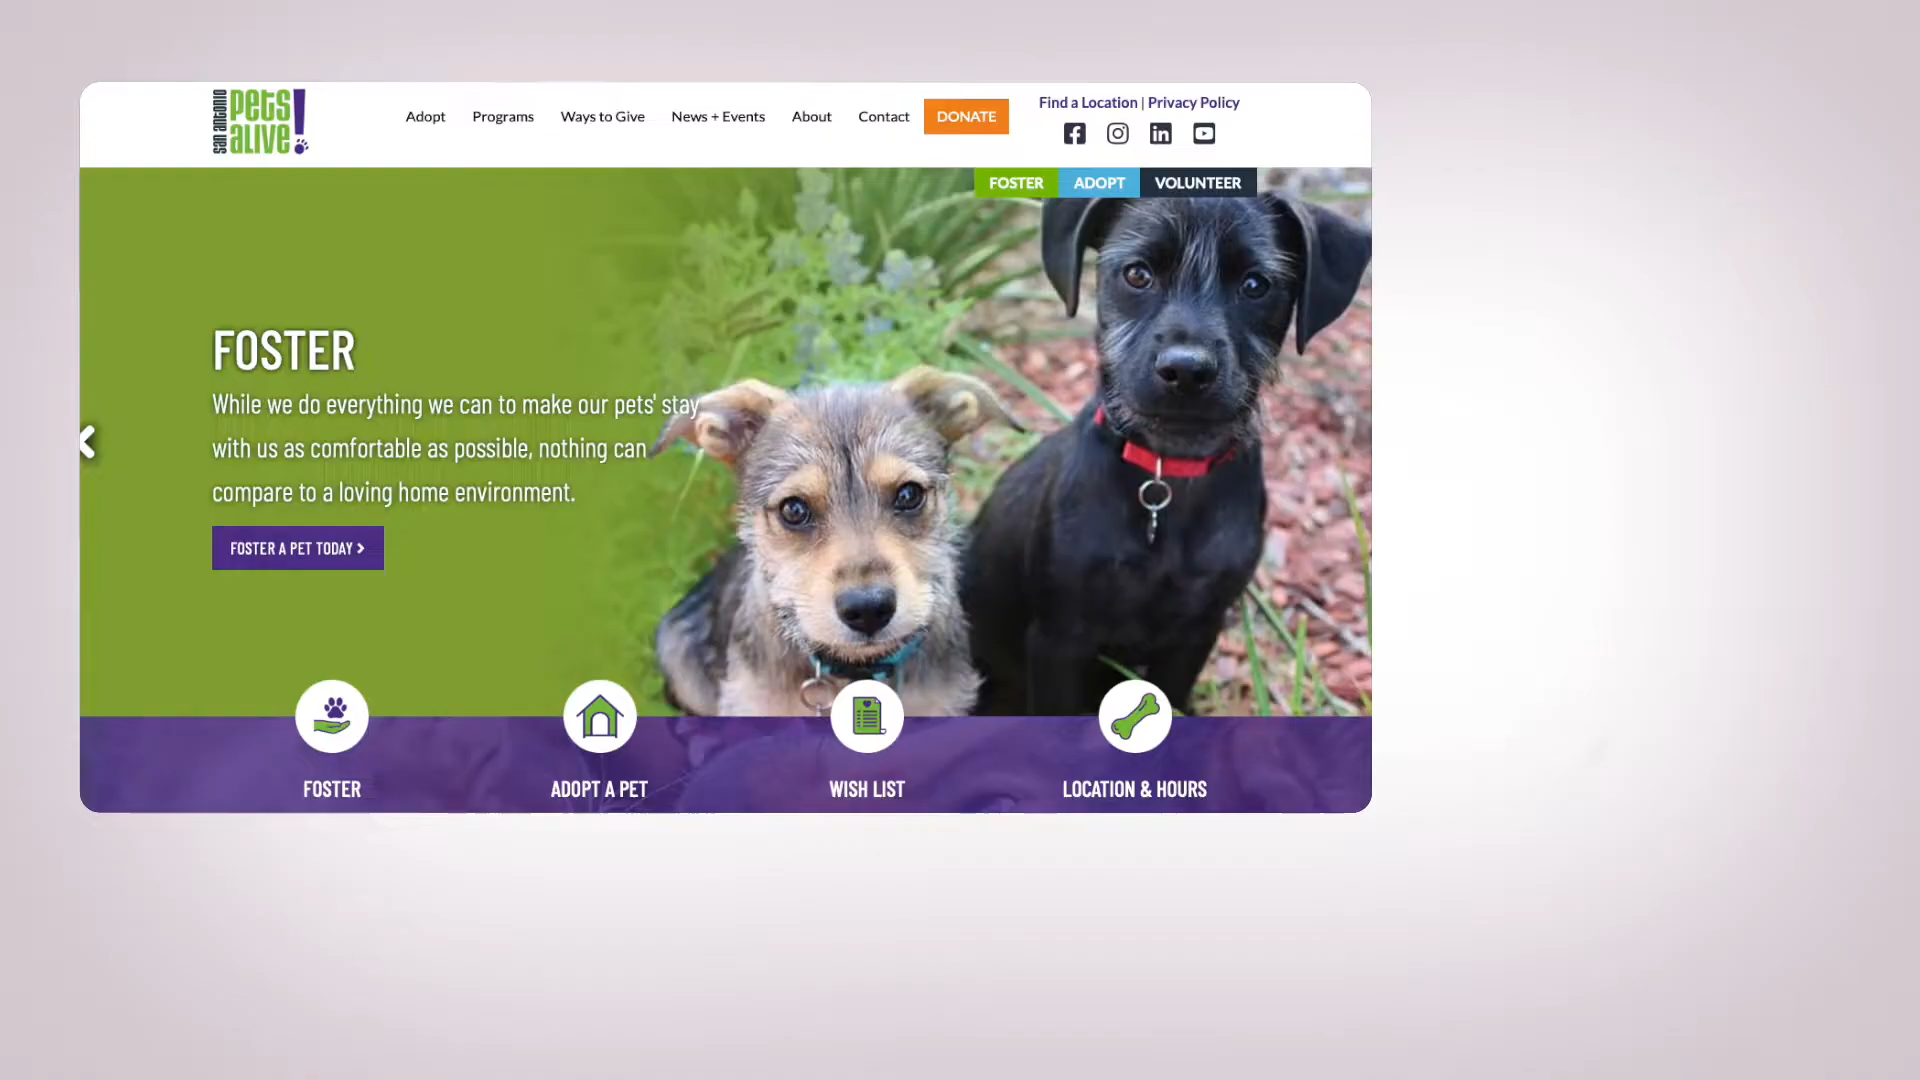 san antonio
Pets
aLIVE!
Adopt
Programs
Ways to Give
News + Events
About
Contact
DONATE
Find a Location | Privacy Policy
FOSTER
ADOPT
VOLUNTEER
FOSTER
While we do everything we can to make our pets' stay
with us as comfortable as possible, nothing can
compare to a loving home environment.
FOSTER A PET TODAY >
FOSTER
ADOPT A PET
WISH LIST
LOCATION & HOURS